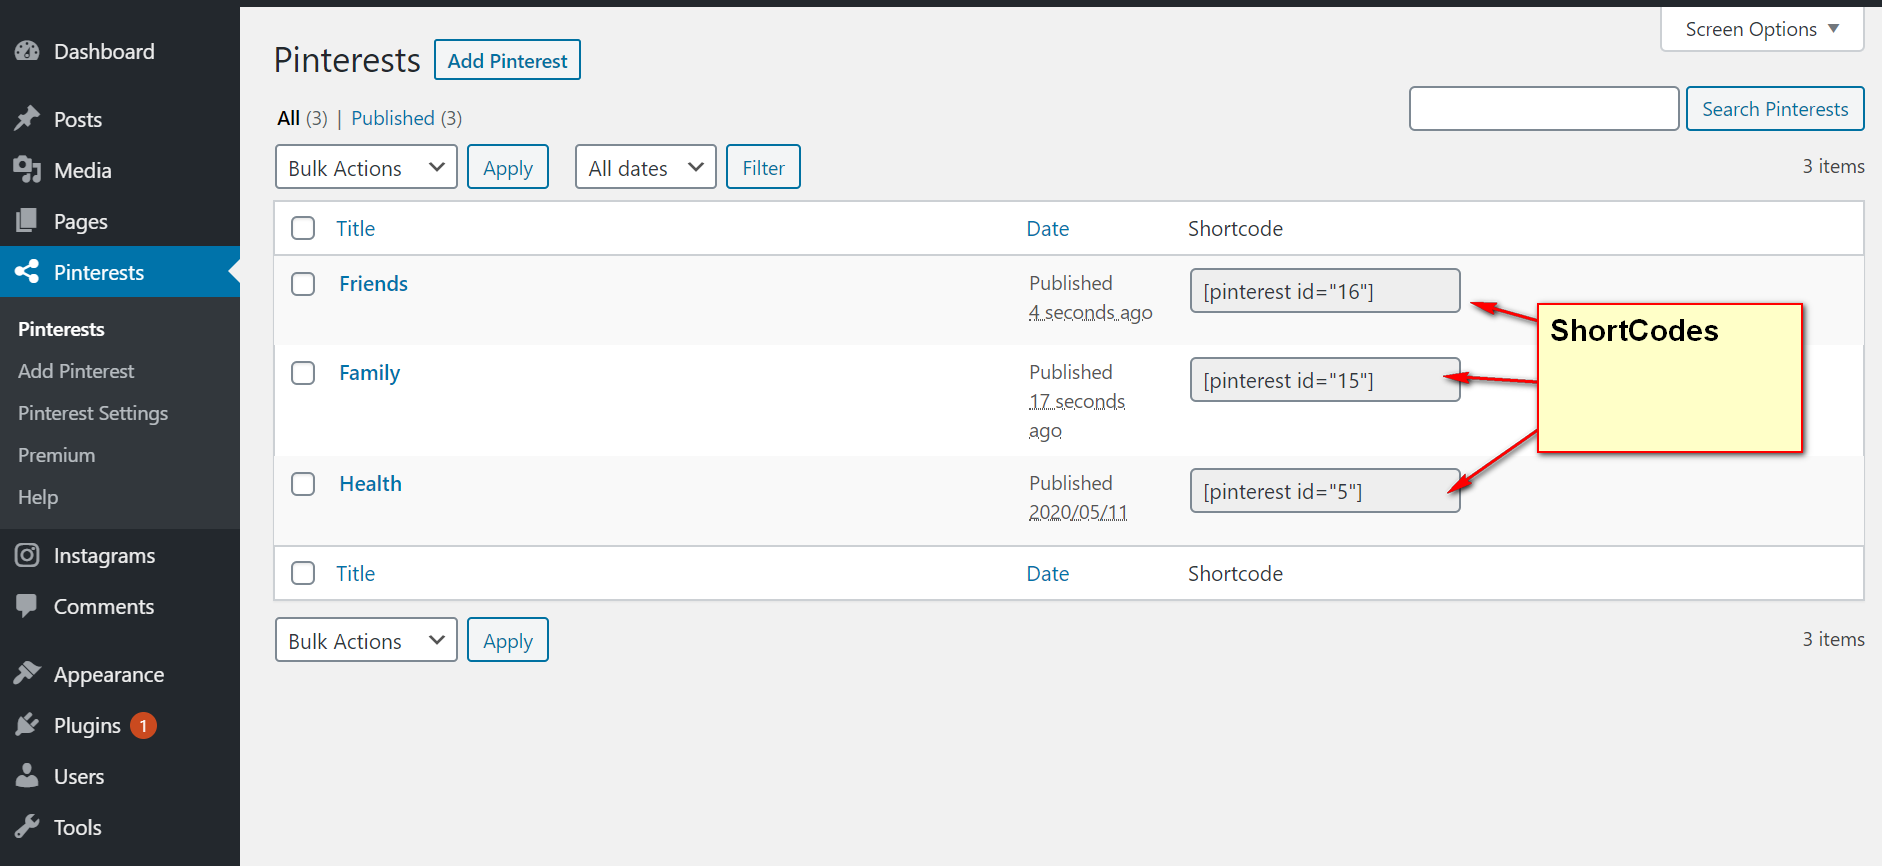 Dashboard
Posts
Media
Pages
Pinterests
Pinterests
Add Pinterest
Pinterest Settings
Premium
Help
Instagrams
Comments
Appearance
Plugins 1
Users
Tools
Screen Options
Pinterests Add Pinterest
All (3) | Published (3)
Search Pinterests
Bulk Actions Apply All dates Filter
3 items
Title Date Shortcode
Friends Published [pinterest id="16"]
4 seconds ago
ShortCodes
Family Published [pinterest id="15"]
17 seconds
ago
Health Published [pinterest id="5"]
2020/05/11
Title Date Shortcode
Bulk Actions Apply
3 items